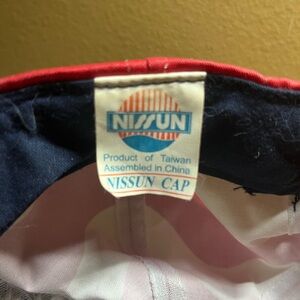 NISSUN
Product of Taiwan
Assembled in China
NISSUN CAP